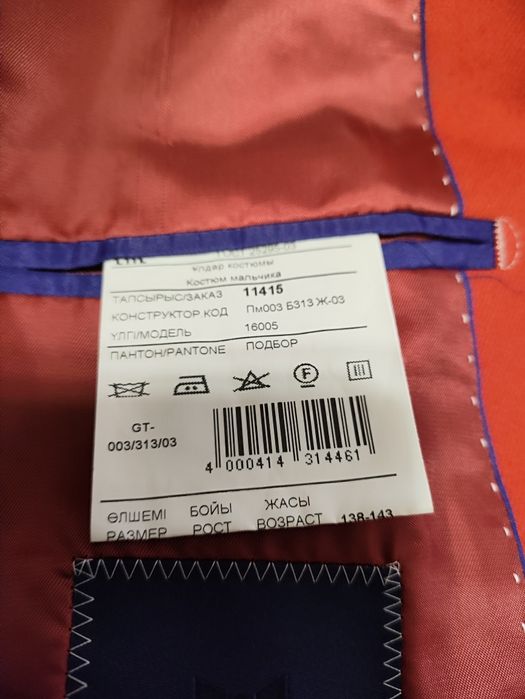 Ұлдар костюмы
Костюм мальчика
ТАПСЫРЫС/ЗАКАЗ 11415
КОНСТРУКТОР КОД Пм003 Б313 Ж-03
ҮЛГІ/МОДЕЛЬ 16005
ПАНТОН/PANTONE ПОДБОР
F
GT-
003/313/03
4 000414 314461
ӨЛШЕМІ БОЙЫ ЖАСЫ
РАЗМЕР РОСТ ВОЗРАСТ 138-143